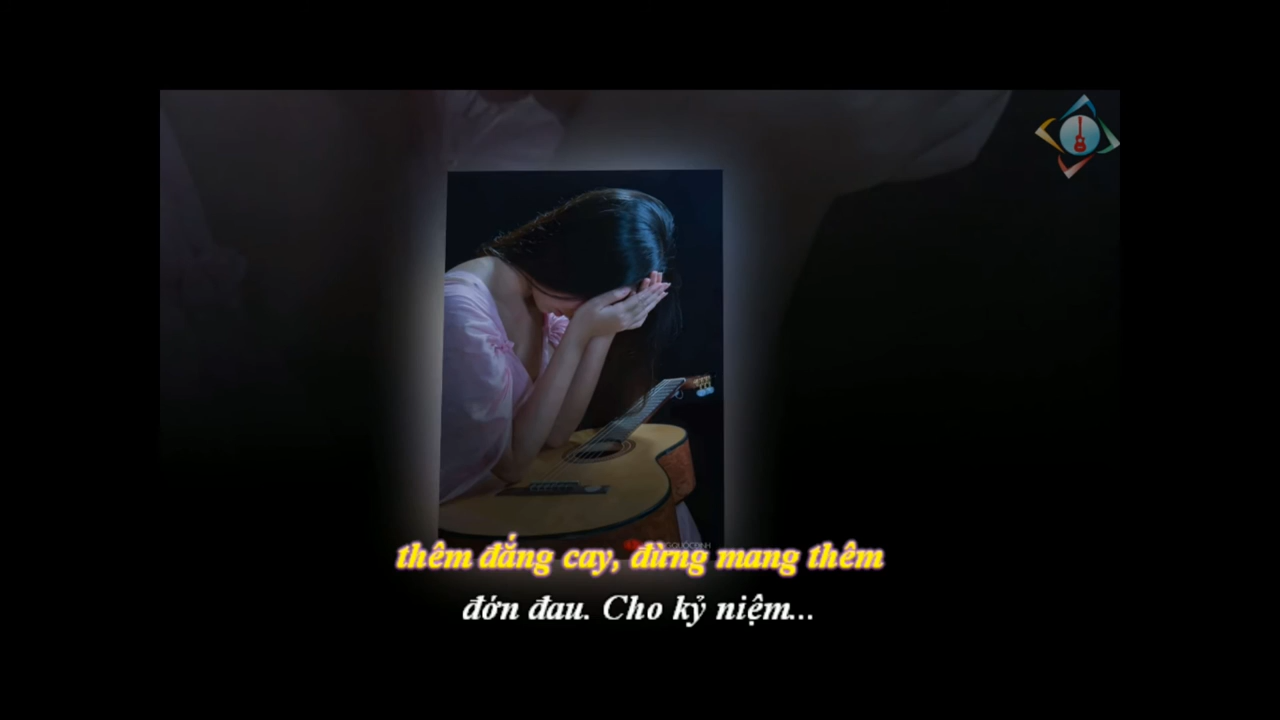 thêm đắng cay, đừng mang thêm
đớn đau. Cho kỷ niệm...